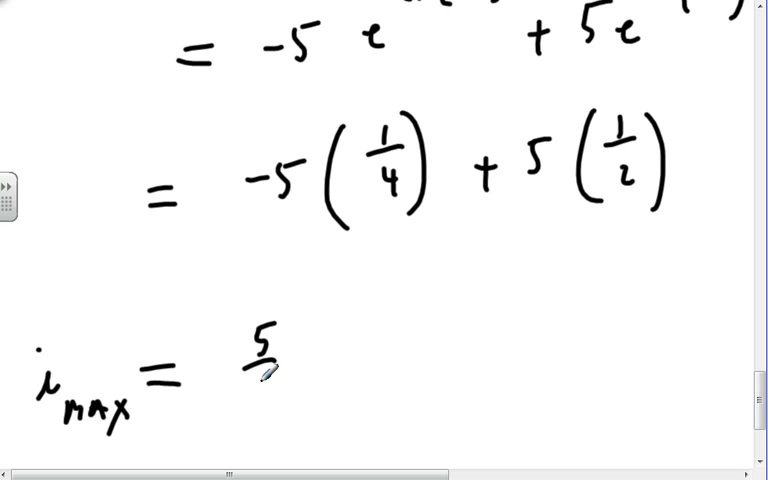 = -5 e + 5 e
= -5 (1/4) + 5 (1/2)
i_MAX = 5/